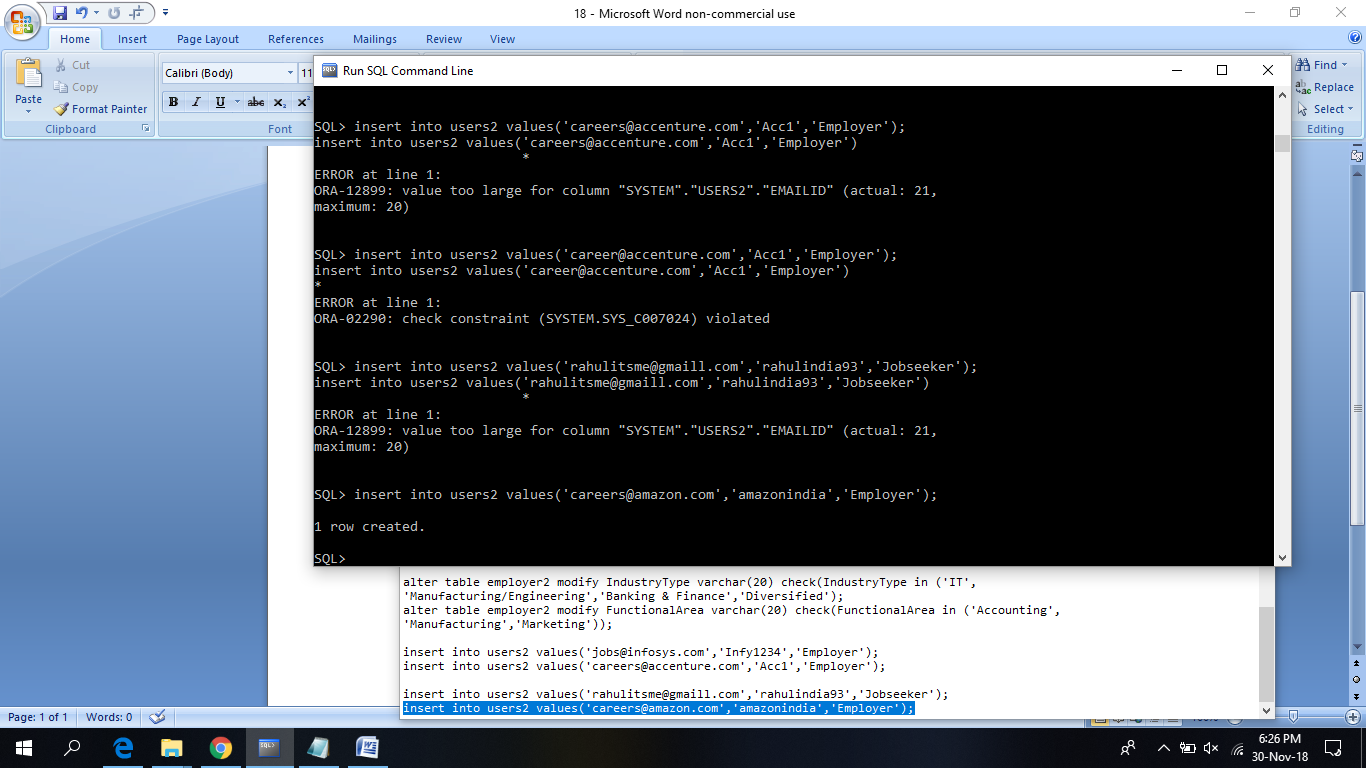 18 - Microsoft Word non-commercial use
Home Insert Page Layout References Mailings Review View
Paste
Cut
Copy
Format Painter
Clipboard
Calibri (Body) 11
B I U abc x₂ x²
Font
Find
Replace
Select
Editing
Run SQL Command Line
SQL> insert into users2 values('careers@accenture.com','Acc1','Employer');
insert into users2 values('careers@accenture.com','Acc1','Employer')
*
ERROR at line 1:
ORA-12899: value too large for column "SYSTEM"."USERS2"."EMAILID" (actual: 21,
maximum: 20)
SQL> insert into users2 values('career@accenture.com','Acc1','Employer');
insert into users2 values('career@accenture.com','Acc1','Employer')
*
ERROR at line 1:
ORA-02290: check constraint (SYSTEM.SYS_C007024) violated
SQL> insert into users2 values('rahulitsme@gmaill.com','rahulindia93','Jobseeker');
insert into users2 values('rahulitsme@gmaill.com','rahulindia93','Jobseeker')
*
ERROR at line 1:
ORA-12899: value too large for column "SYSTEM"."USERS2"."EMAILID" (actual: 21,
maximum: 20)
SQL> insert into users2 values('careers@amazon.com','amazonindia','Employer');
1 row created.
SQL>
alter table employer2 modify IndustryType varchar(20) check(IndustryType in ('IT',
'Manufacturing/Engineering','Banking & Finance','Diversified');
alter table employer2 modify FunctionalArea varchar(20) check(FunctionalArea in ('Accounting',
'Manufacturing','Marketing'));
insert into users2 values('jobs@infosys.com','Infy1234','Employer');
insert into users2 values('careers@accenture.com','Acc1','Employer');
insert into users2 values('rahulitsme@gmaill.com','rahulindia93','Jobseeker');
insert into users2 values('careers@amazon.com','amazonindia','Employer');
Page: 1 of 1 Words: 0
6:26 PM
30-Nov-18